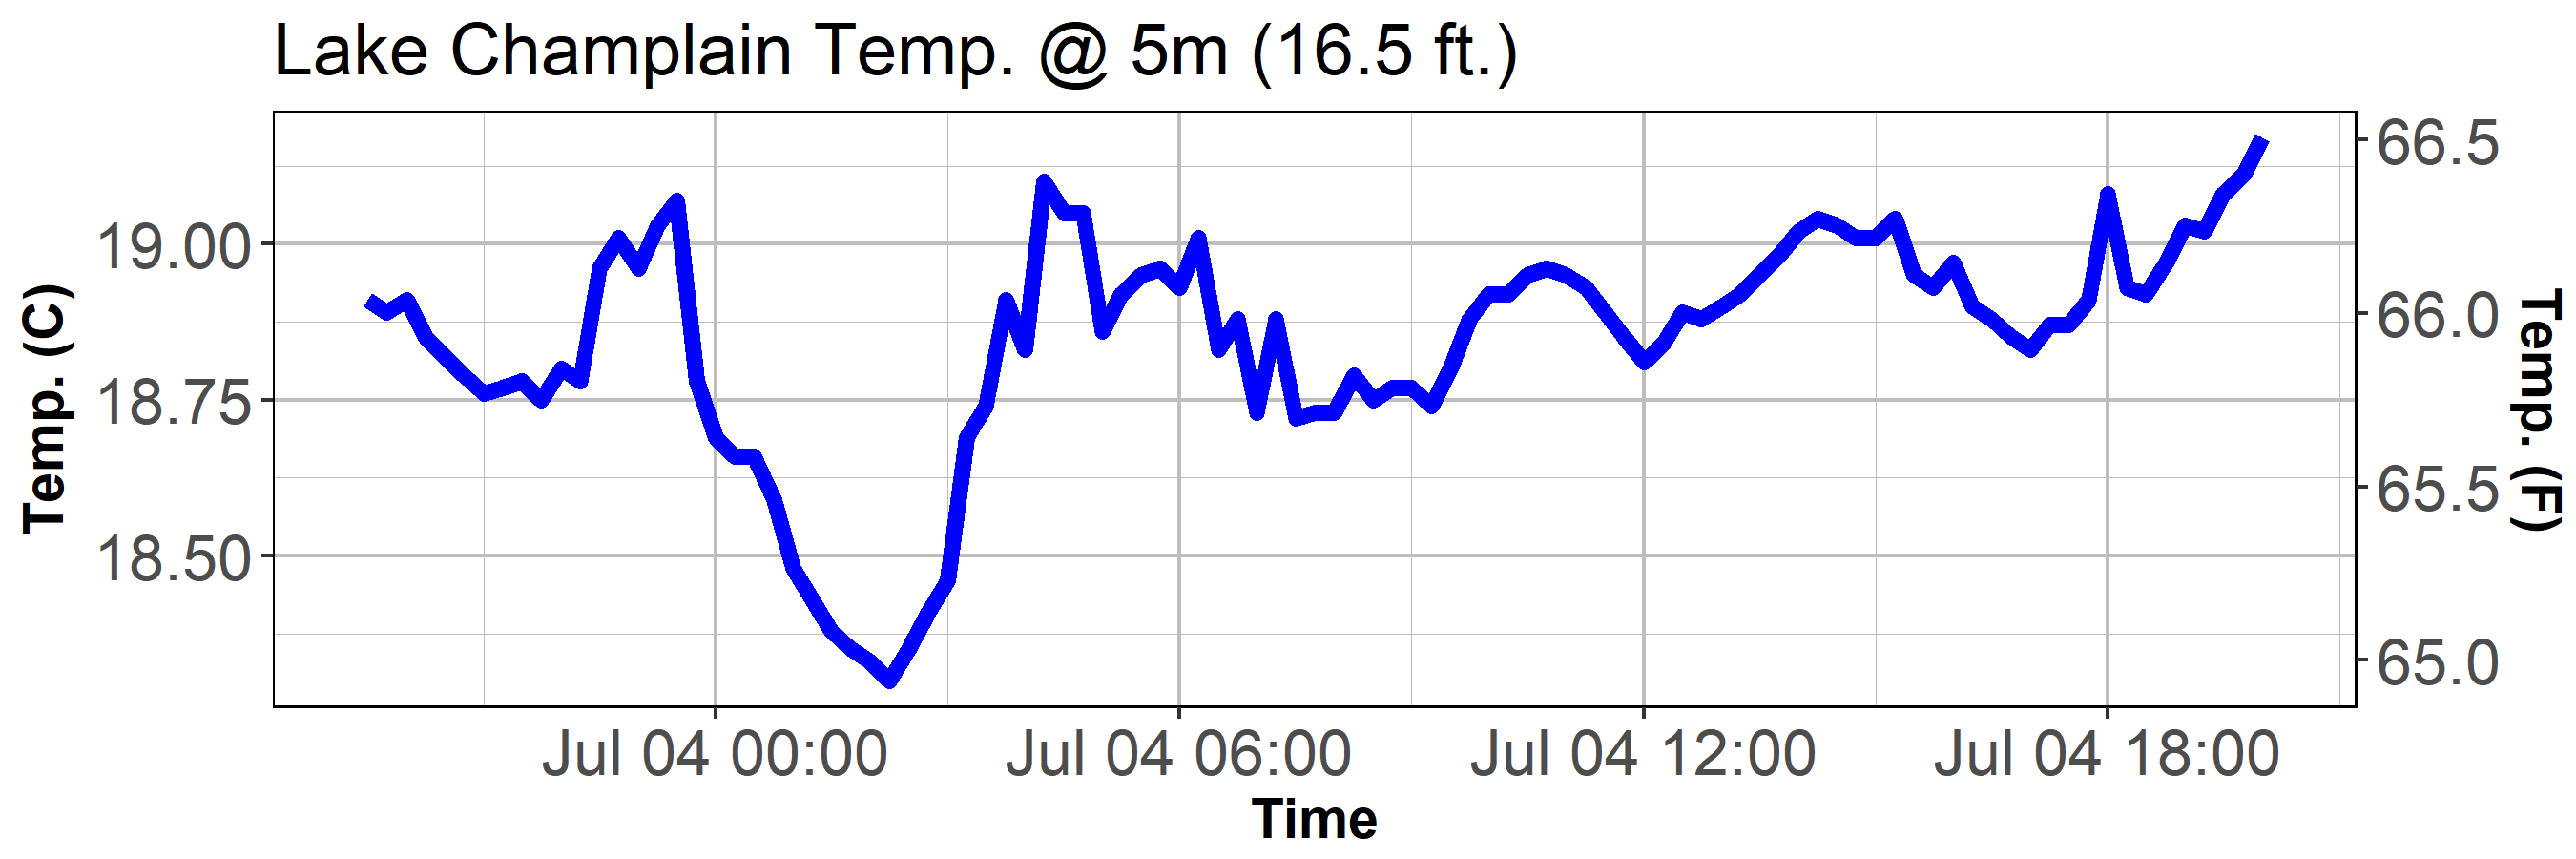 Lake Champlain Temp. @ 5m (16.5 ft.)
Temp. (C)
19.00
18.75
18.50
66.5
66.0
65.5
65.0
Temp. (F)
Jul 04 00:00 Jul 04 06:00 Jul 04 12:00 Jul 04 18:00
Time